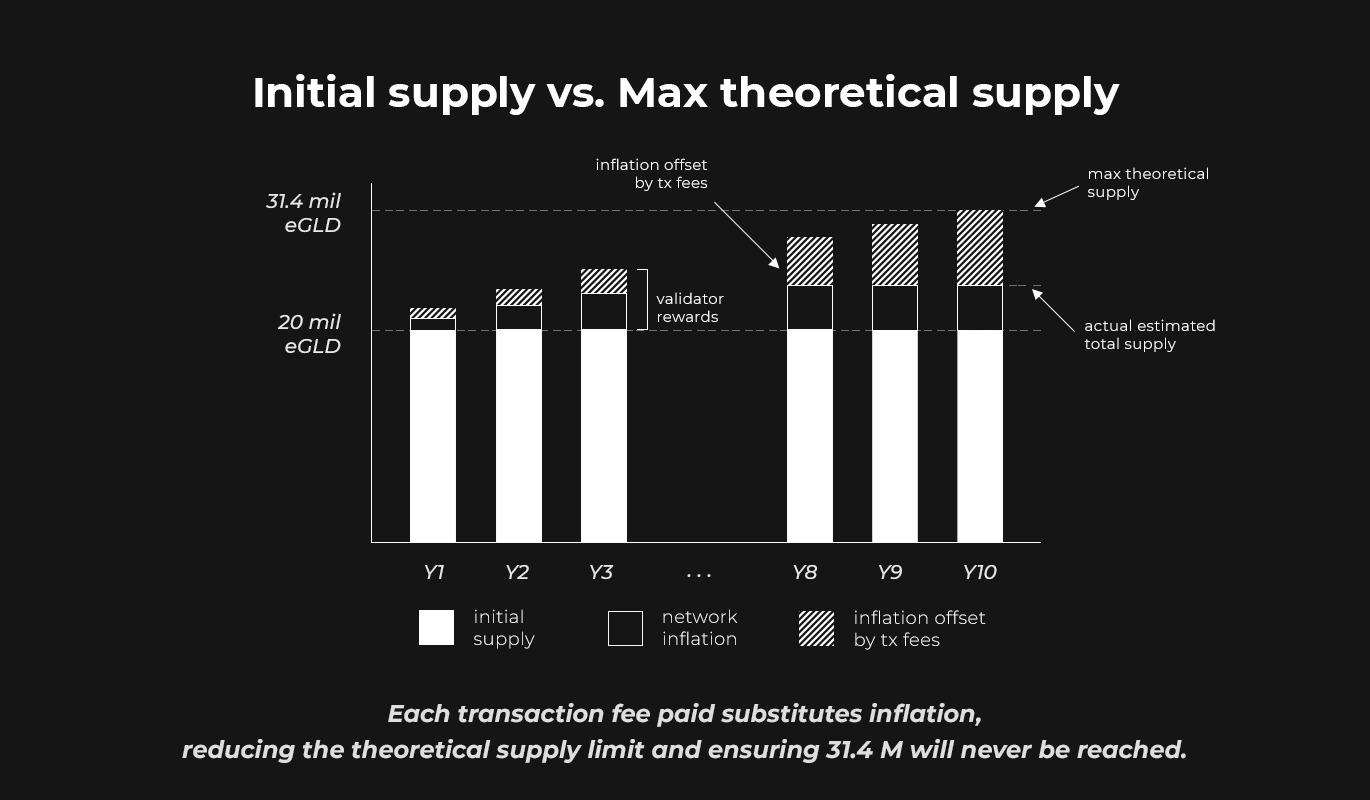 Initial supply vs. Max theoretical supply
inflation offset
by tx fees
max theoretical
supply
31.4 mil
eGLD
validator
rewards
20 mil
eGLD
actual estimated
total supply
Y1
Y2
Y3
...
Y8
Y9
Y10
initial
supply
network
inflation
inflation offset
by tx fees
Each transaction fee paid substitutes inflation,
reducing the theoretical supply limit and ensuring 31.4 M will never be reached.